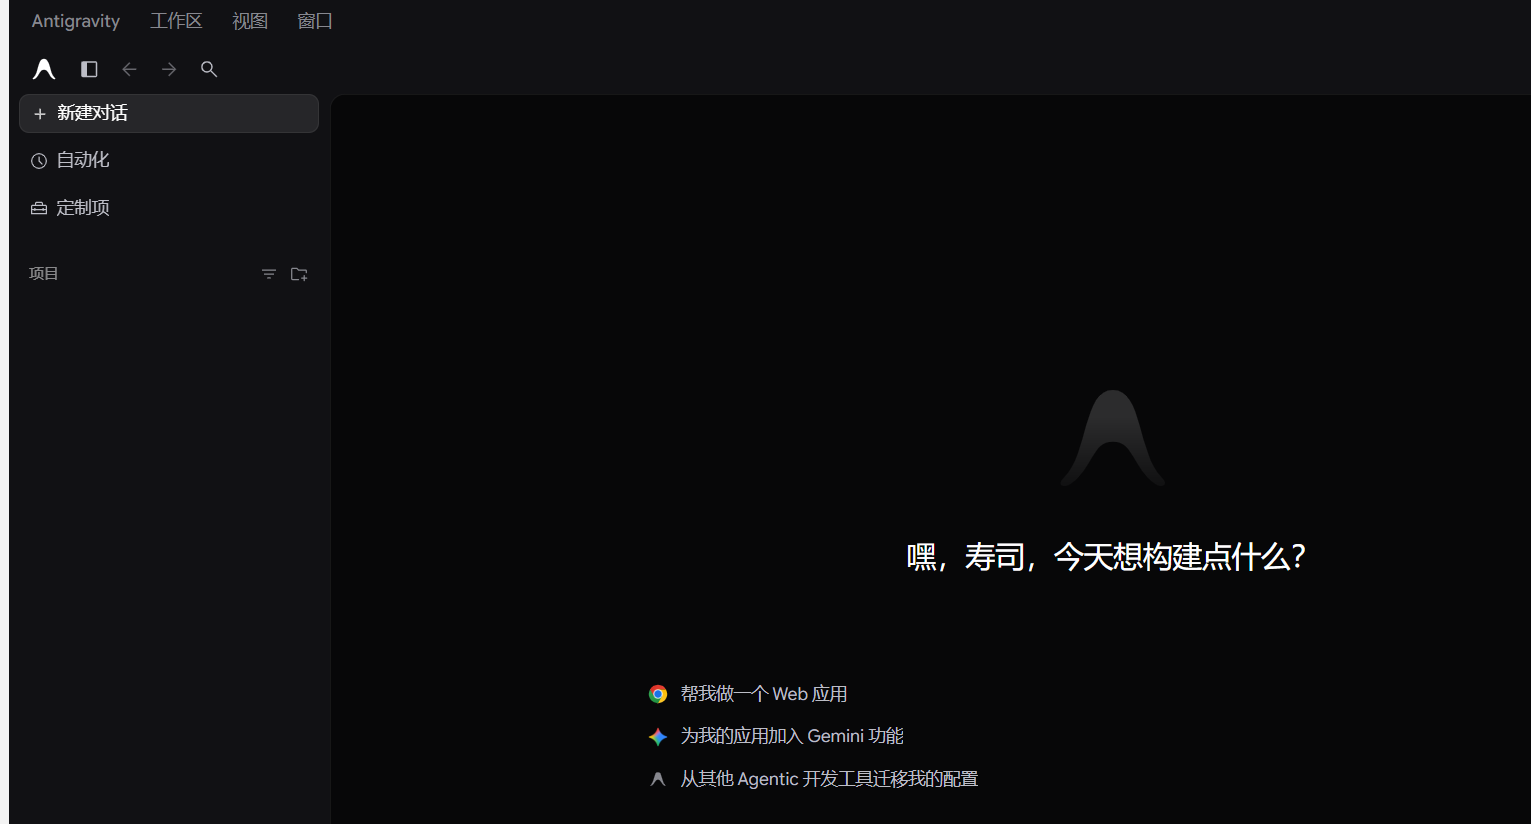 Antigravity 工作区 视图 窗口
新建对话
自动化
定制项
项目
嘿，寿司，今天想构建点什么？
帮我做一个 Web 应用
为我的应用加入 Gemini 功能
从其他 Agentic 开发工具迁移我的配置